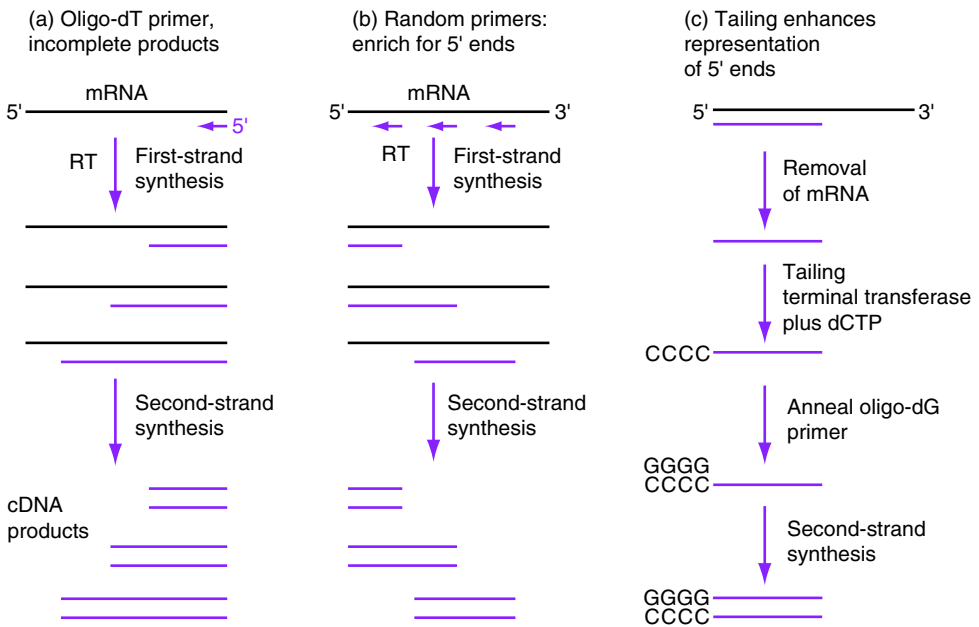 (a) Oligo-dT primer,
incomplete products
5'
mRNA
5'
RT
First-strand
synthesis
Second-strand
synthesis
cDNA
products
(b) Random primers:
enrich for 5' ends
5'
mRNA
3'
RT
First-strand
synthesis
Second-strand
synthesis
(c) Tailing enhances
representation
of 5' ends
5'
3'
Removal
of mRNA
Tailing
terminal transferase
plus dCTP
CCCC
Anneal oligo-dG
primer
GGGG
CCCC
Second-strand
synthesis
GGGG
CCCC